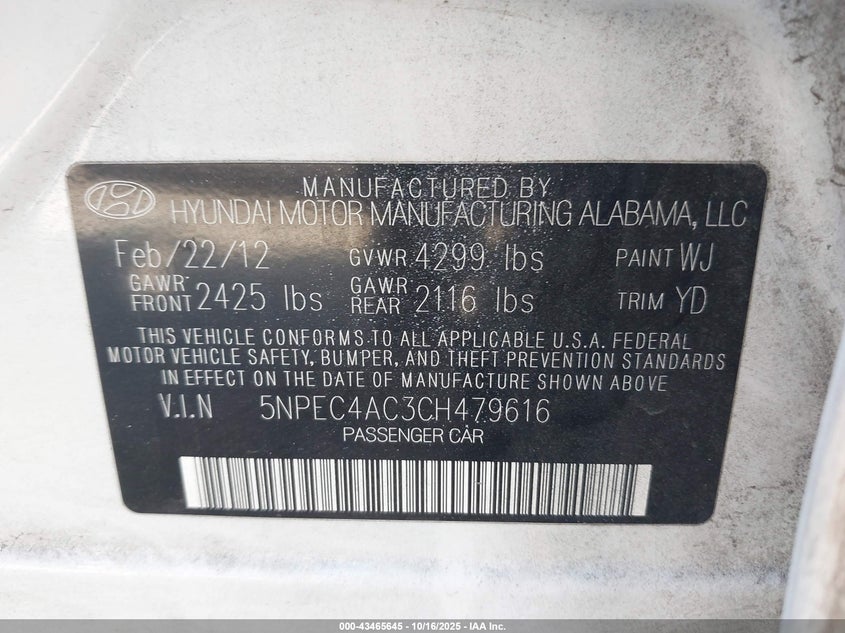 MANUFACTURED BY
HYUNDAI MOTOR MANUFACTURING ALABAMA, LLC
Feb/22/12 GVWR 4299 lbs PAINT WJ
GAWR FRONT 2425 lbs GAWR REAR 2116 lbs TRIM YD
THIS VEHICLE CONFORMS TO ALL APPLICABLE U.S.A. FEDERAL
MOTOR VEHICLE SAFETY, BUMPER, AND THEFT PREVENTION STANDARDS
IN EFFECT ON THE DATE OF MANUFACTURE SHOWN ABOVE
V.I.N 5NPEC4AC3CH479616
PASSENGER CAR
000-43465645 - 10/16/2025 - IAA Inc.